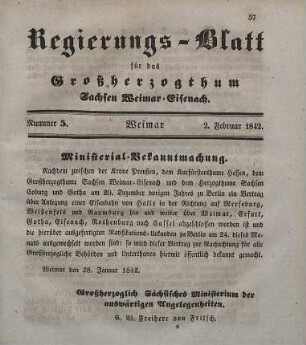 37
Regierungs-Blatt
für das
Großherzogthum
Sachsen Weimar-Eisenach.
Nummer 5. Weimar 2. Februar 1842.
Ministerial-Bekanntmachung.
Nachdem zwischen der Krone Preußen, dem Kurfürstenthume Hessen, dem
Großherzogthume Sachsen Weimar-Eisenach und dem Herzogthume Sachsen
Coburg und Gotha am 20. Dezember vorigen Jahres zu Berlin ein Vertrag
über Anlegung einer Eisenbahn von Halle in der Richtung auf Merseburg,
Weißenfels und Naumburg hin und weiter über Weimar, Erfurt,
Gotha, Eisenach, Rothenburg nach Cassel abgeschlossen worden ist und
die hierüber ausgefertigten Ratifikations-Urkunden zu Berlin am 24. dieses Mo-
nats ausgewechselt worden sind; so wird dieser Vertrag zur Nachachtung für alle
Großherzogliche Behörden und Unterthanen hiermit öffentlich bekannt gemacht.
Weimar den 28. Januar 1842.
Großherzoglich Sächsisches Ministerium der
auswärtigen Angelegenheiten.
C. W. Freiherr von Fritsch.